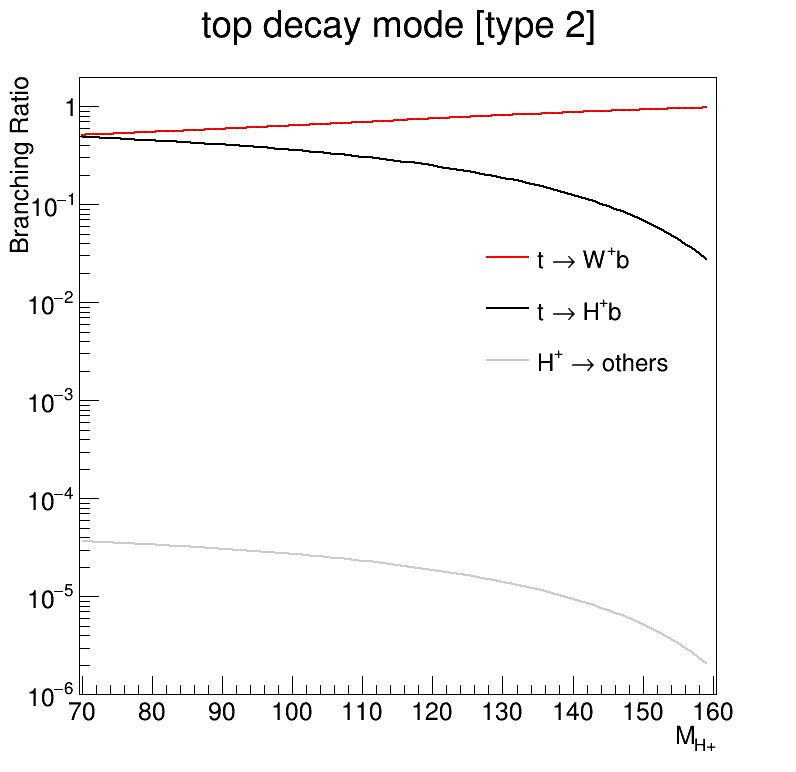 top decay mode [type 2]
Branching Ratio
1
10⁻¹
10⁻²
10⁻³
10⁻⁴
10⁻⁵
10⁻⁶
t → W⁺b
t → H⁺b
H⁺ → others
70 80 90 100 110 120 130 140 150 160
M_H+